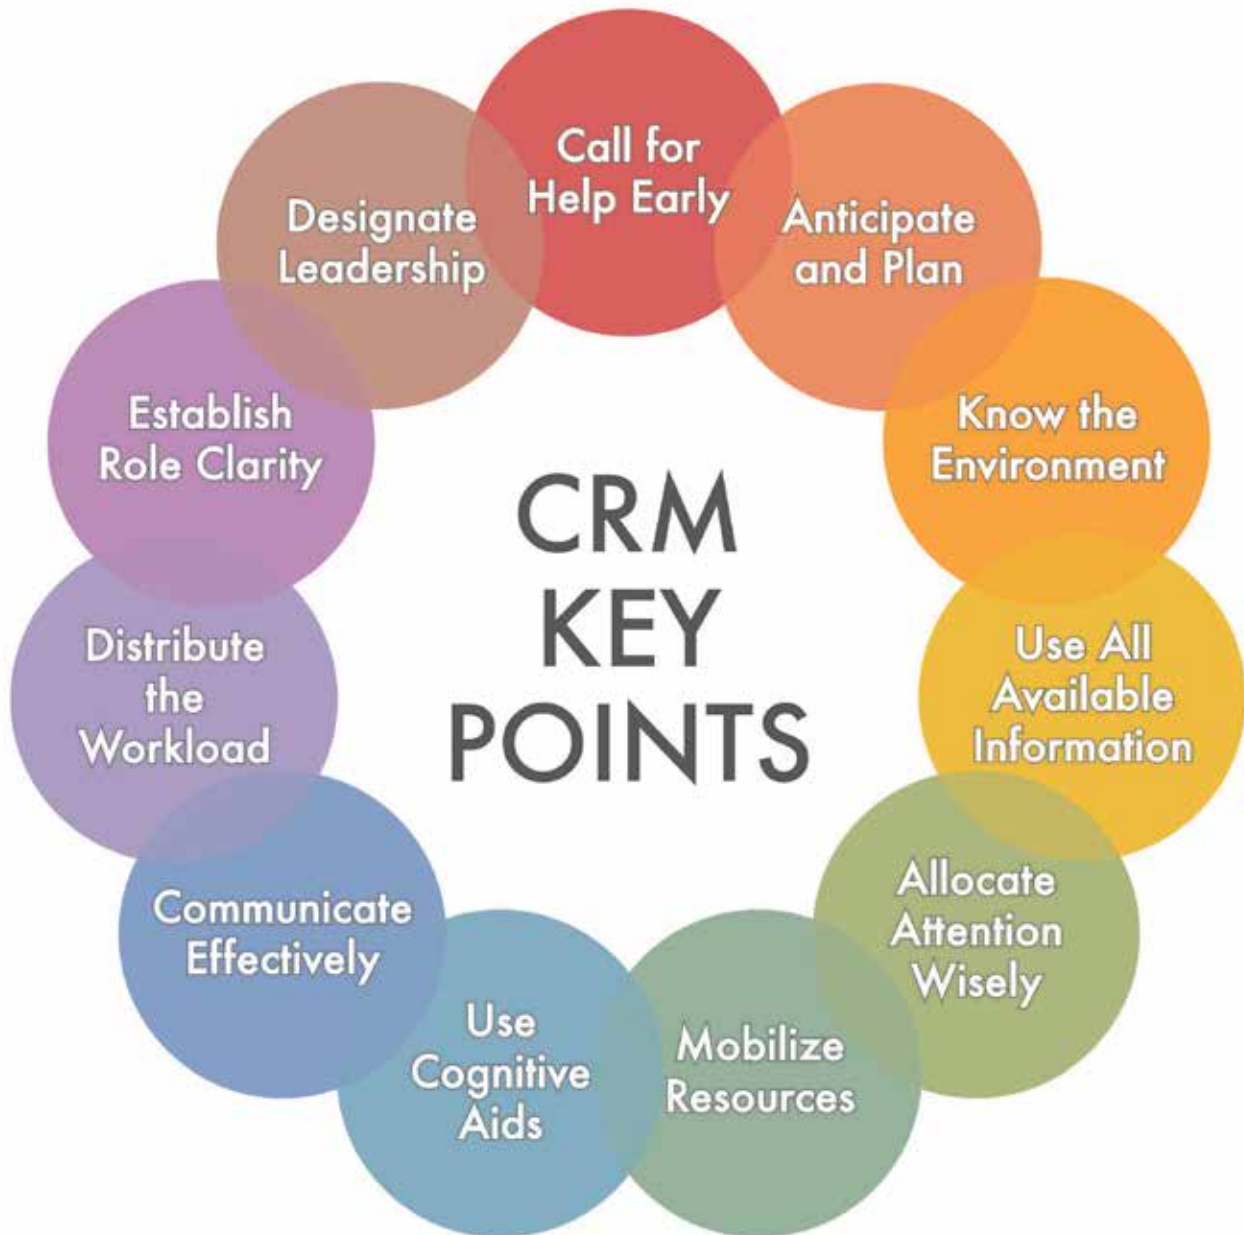 Call for
Help Early
Anticipate
and Plan
Know the
Environment
Use All
Available
Information
Allocate
Attention
Wisely
Mobilize
Resources
Use
Cognitive
Aids
Communicate
Effectively
Distribute
the
Workload
Establish
Role Clarity
Designate
Leadership
CRM
KEY
POINTS